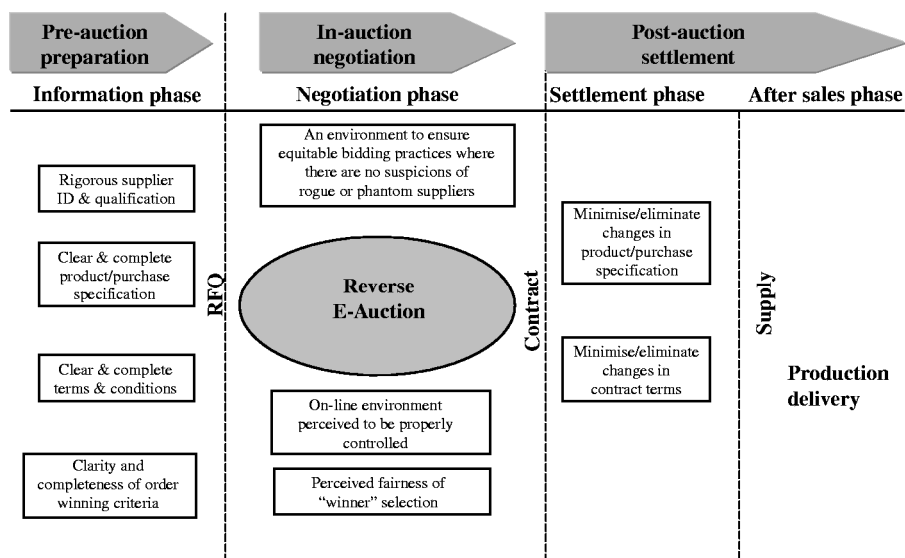 Pre-auction
preparation
In-auction
negotiation
Post-auction
settlement
Information phase
Negotiation phase
Settlement phase
After sales phase
Rigorous supplier
ID & qualification
Clear & complete
product/purchase
specification
Clear & complete
terms & conditions
Clarity and
completeness of order
winning criteria
RFQ
An environment to ensure
equitable bidding practices where
there are no suspicions of
rogue or phantom suppliers
Reverse
E-Auction
On-line environment
perceived to be properly
controlled
Perceived fairness of
“winner” selection
Contract
Minimise/eliminate
changes in
product/purchase
specification
Minimise/eliminate
changes in
contract terms
Supply
Production
delivery